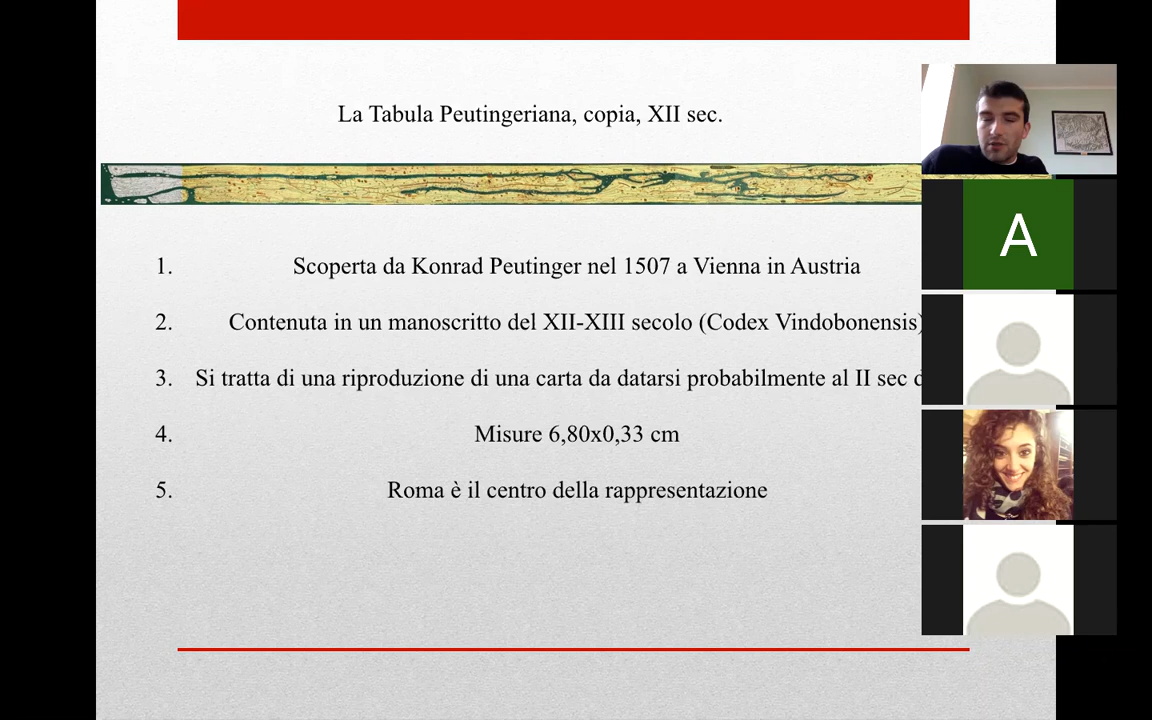 La Tabula Peutingeriana, copia, XII sec.
1. Scoperta da Konrad Peutinger nel 1507 a Vienna in Austria
2. Contenuta in un manoscritto del XII-XIII secolo (Codex Vindobonensis)
3. Si tratta di una riproduzione di una carta da datarsi probabilmente al II sec
4. Misure 6,80x0,33 cm
5. Roma è il centro della rappresentazione
A